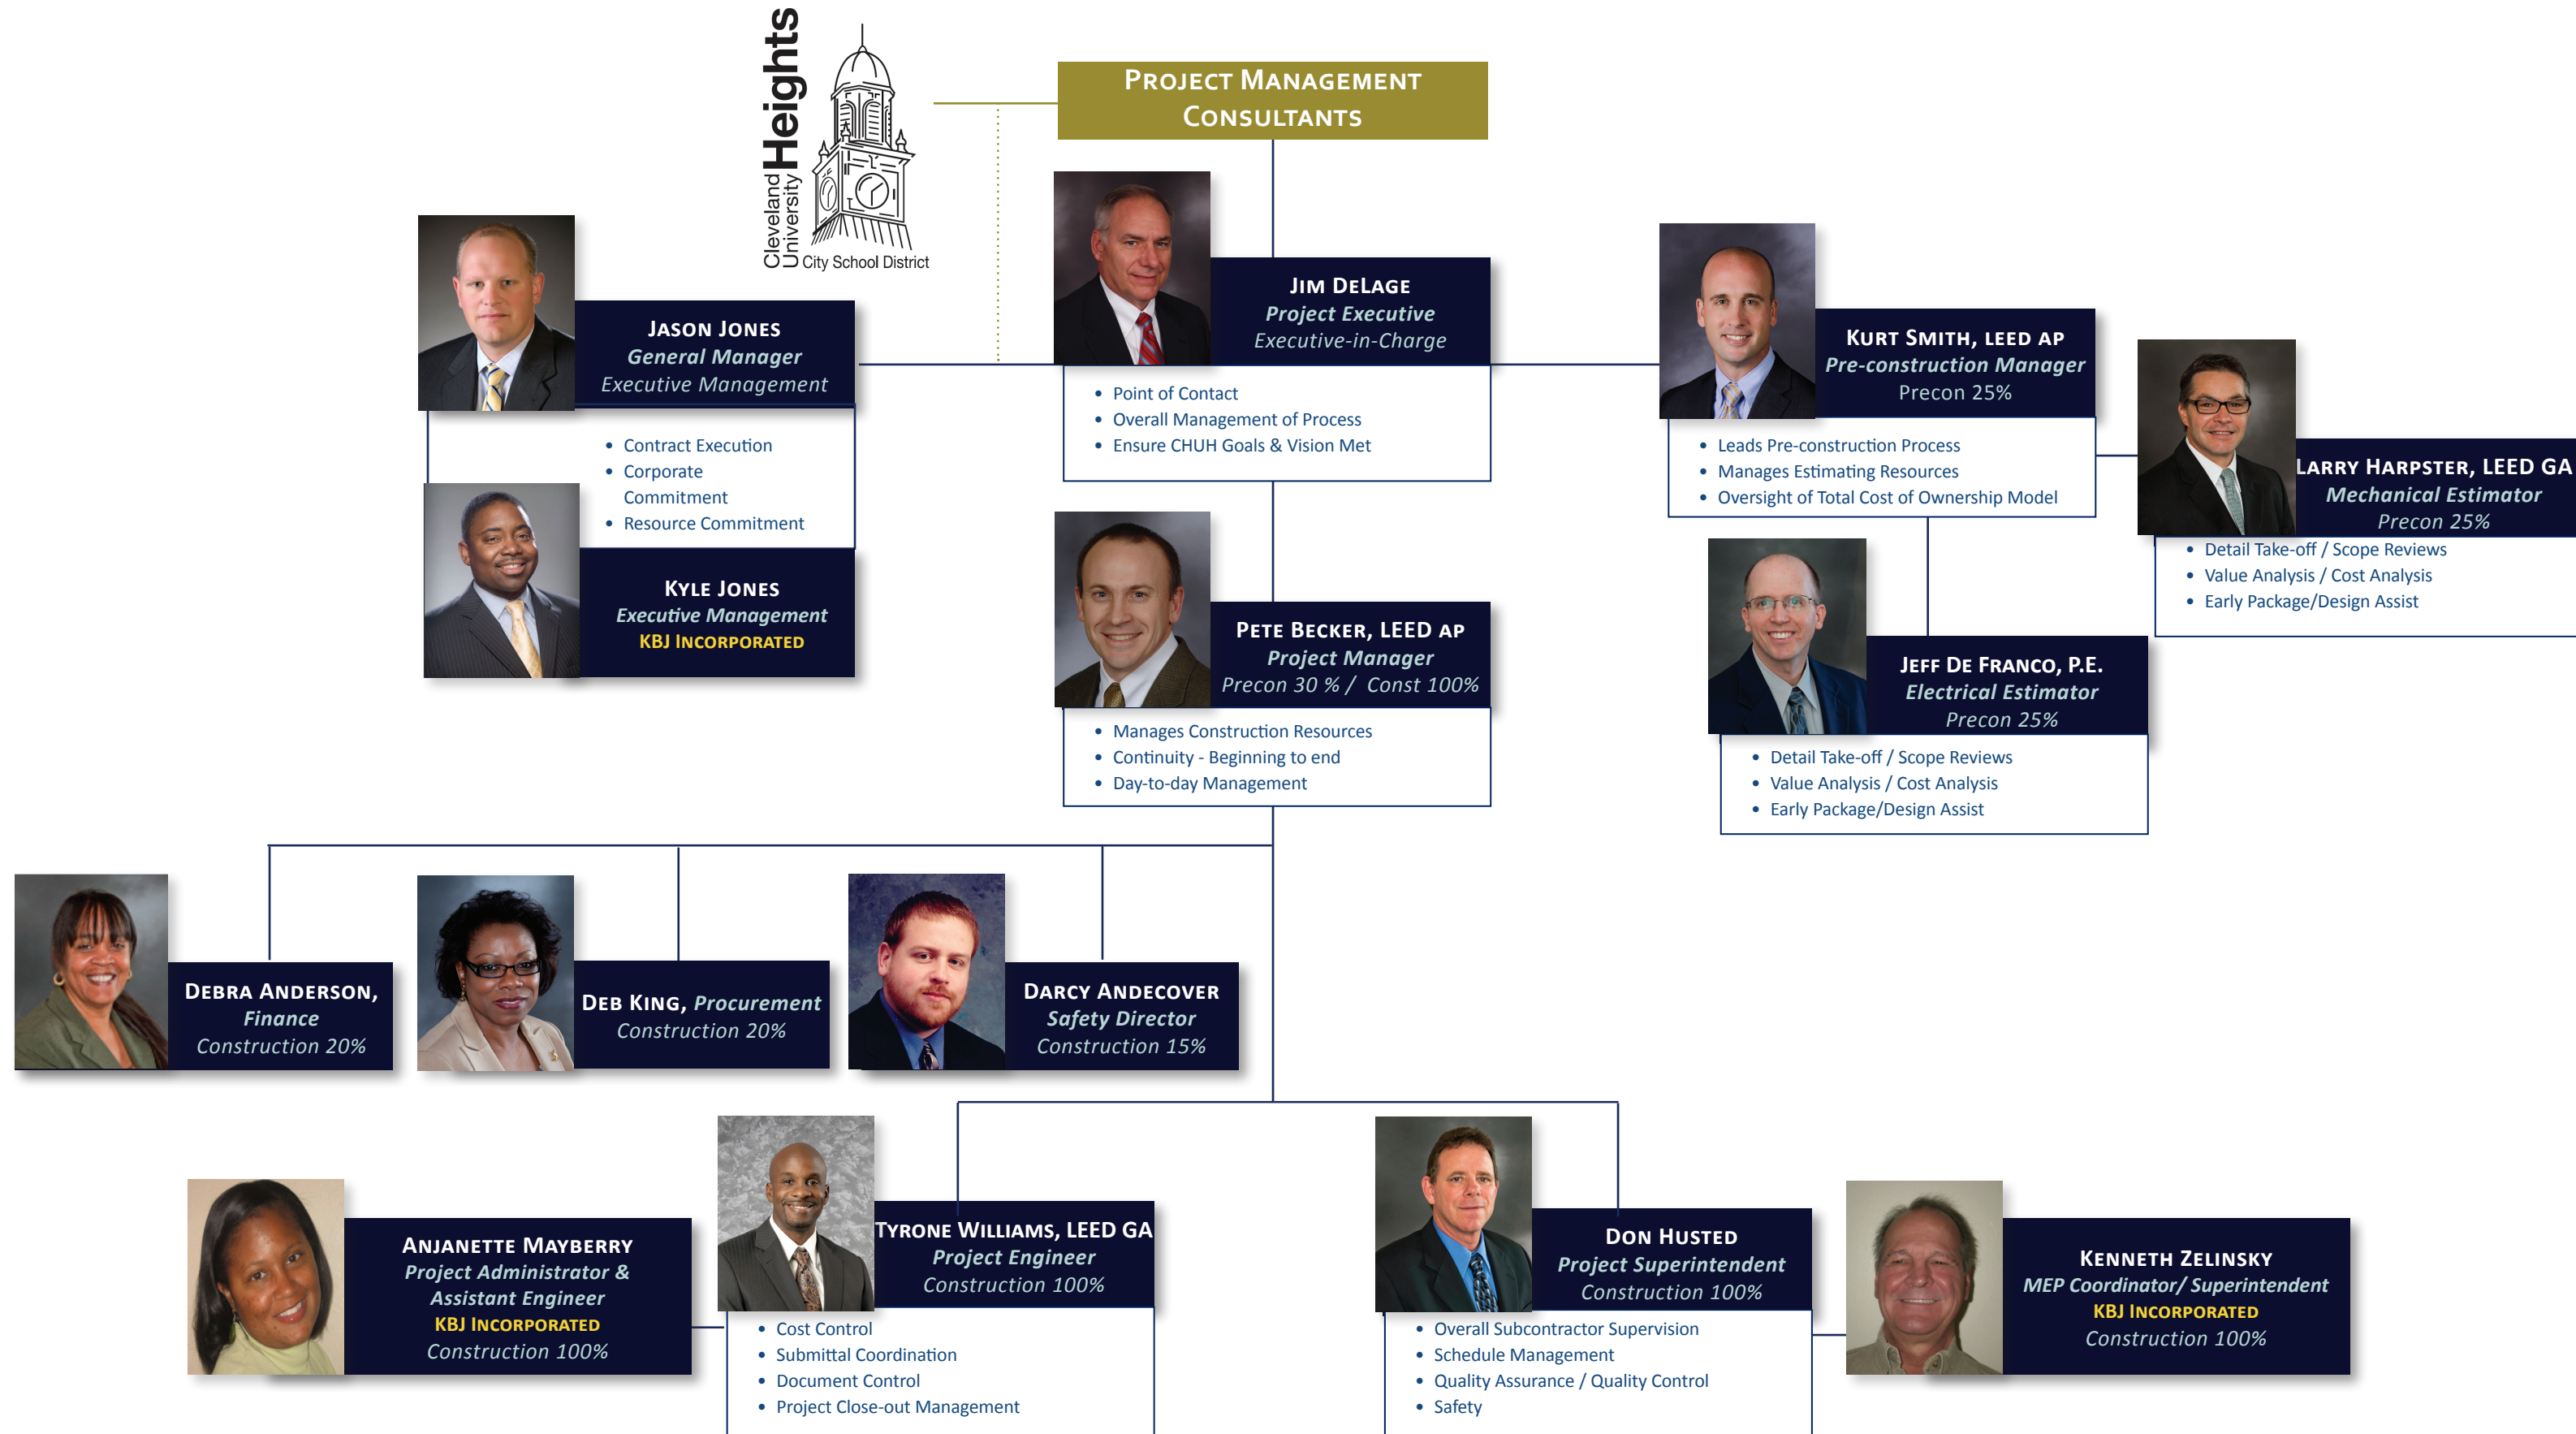 Cleveland
University
Heights
City School District
Project Management
Consultants
Jason Jones
General Manager
Executive Management
• Contract Execution
• Corporate
Commitment
• Resource Commitment
Kyle Jones
Executive Management
KBJ Incorporated
Jim DeLage
Project Executive
Executive-in-Charge
• Point of Contact
• Overall Management of Process
• Ensure CHUH Goals & Vision Met
Kurt Smith, LEED AP
Pre-construction Manager
Precon 25%
• Leads Pre-construction Process
• Manages Estimating Resources
• Oversight of Total Cost of Ownership Model
Larry Harpster, LEED GA
Mechanical Estimator
Precon 25%
• Detail Take-off / Scope Reviews
• Value Analysis / Cost Analysis
• Early Package/Design Assist
Pete Becker, LEED AP
Project Manager
Precon 30 % / Const 100%
• Manages Construction Resources
• Continuity - Beginning to end
• Day-to-day Management
Jeff De Franco, P.E.
Electrical Estimator
Precon 25%
• Detail Take-off / Scope Reviews
• Value Analysis / Cost Analysis
• Early Package/Design Assist
Debra Anderson,
Finance
Construction 20%
Deb King, Procurement
Construction 20%
Darcy Andecover
Safety Director
Construction 15%
Anjanette Mayberry
Project Administrator &
Assistant Engineer
KBJ Incorporated
Construction 100%
Tyrone Williams, LEED GA
Project Engineer
Construction 100%
• Cost Control
• Submittal Coordination
• Document Control
• Project Close-out Management
Don Husted
Project Superintendent
Construction 100%
• Overall Subcontractor Supervision
• Schedule Management
• Quality Assurance / Quality Control
• Safety
Kenneth Zelinsky
MEP Coordinator/ Superintendent
KBJ Incorporated
Construction 100%